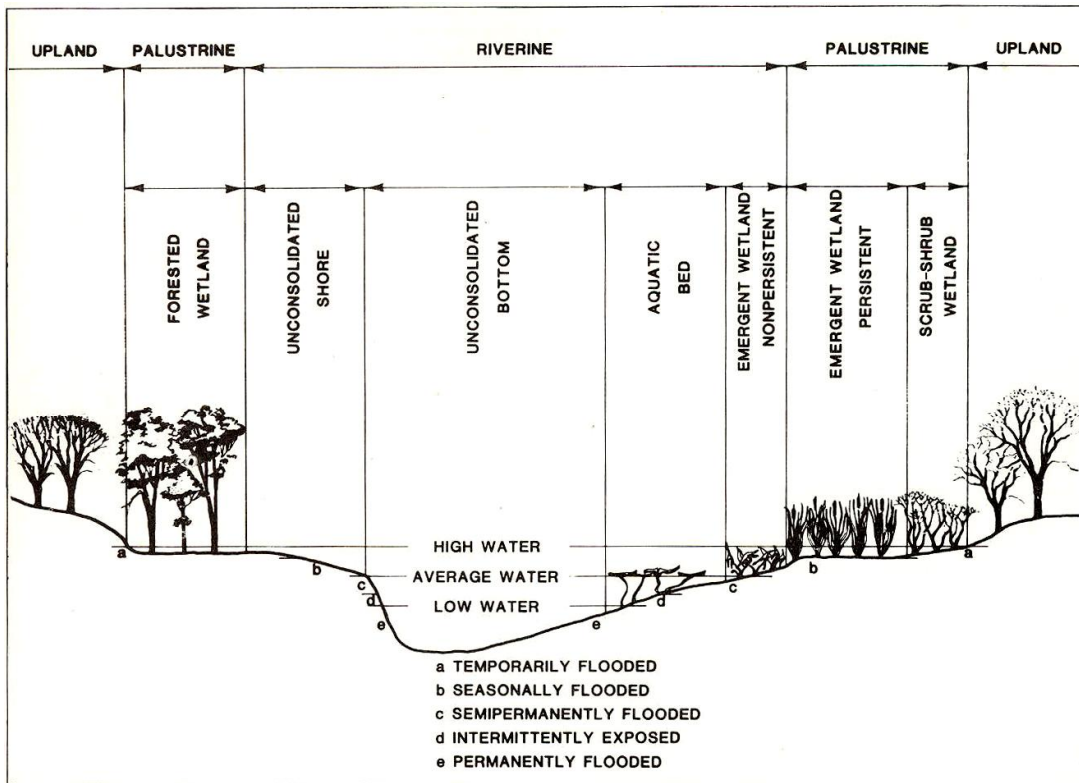 UPLAND
PALUSTRINE
RIVERINE
PALUSTRINE
UPLAND
FORESTED
WETLAND
UNCONSOLIDATED
SHORE
UNCONSOLIDATED
BOTTOM
AQUATIC
BED
EMERGENT WETLAND
NONPERSISTENT
EMERGENT WETLAND
PERSISTENT
SCRUB-SHRUB
WETLAND
a
b
c
d
e
HIGH WATER
AVERAGE WATER
LOW WATER
e
d
c
b
a
a TEMPORARILY FLOODED
b SEASONALLY FLOODED
c SEMIPERMANENTLY FLOODED
d INTERMITTENTLY EXPOSED
e PERMANENTLY FLOODED